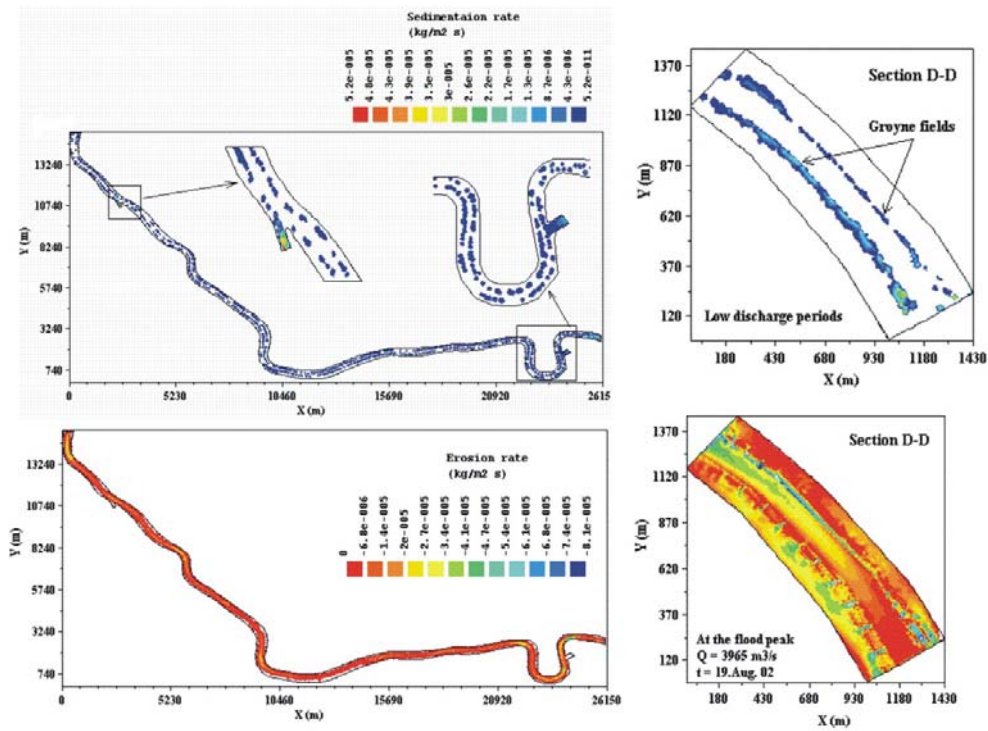 Sedimentaion rate
(kg/m2 s)
5.2e-005
4.8e-005
4.3e-005
3.9e-005
3.5e-005
3e-005
2.6e-005
2.2e-005
1.7e-005
1.3e-005
8.7e-006
4.3e-006
5.2e-011
Y (m)
13240
10740
8240
5740
3240
740
0
5230
10460
15690
20920
2615
X (m)
Section D-D
Groyne fields
Low discharge periods
Y (m)
1370
1120
870
620
370
120
180
430
680
930
1180
1430
X (m)
Erosion rate
(kg/m2 s)
0
-6.8e-006
-1.4e-005
-2e-005
-2.7e-005
-3.4e-005
-4.1e-005
-4.7e-005
-5.4e-005
-6.1e-005
-6.8e-005
-7.4e-005
-8.1e-005
Y (m)
13240
10740
8240
5740
3240
740
0
5230
10460
15690
20920
26150
X (m)
Section D-D
At the flood peak
Q = 3965 m3/s
t = 19.Aug. 02
Y (m)
1370
1120
870
620
370
120
180
430
680
930
1180
1430
X (m)